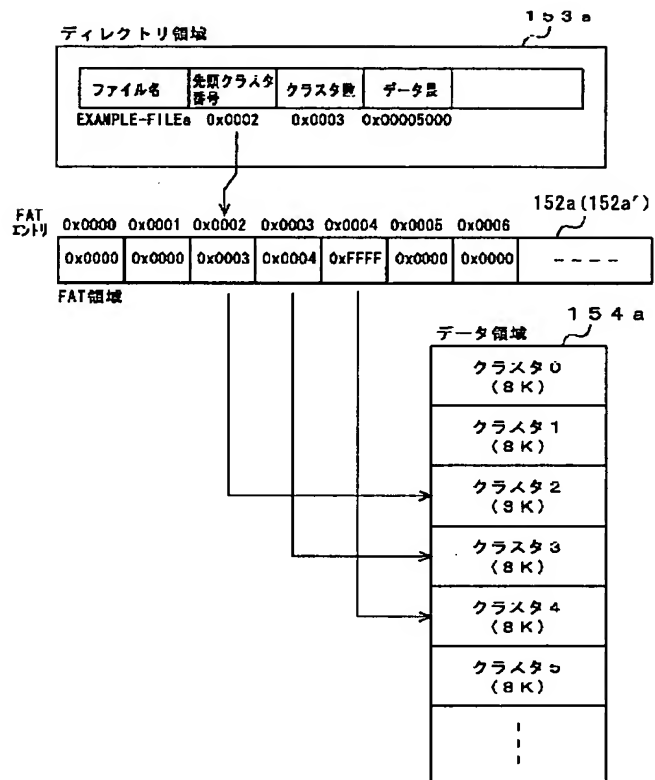 153a
ディレクトリ領域
ファイル名 先頭クラスタ番号 クラスタ数 データ長
EXAMPLE-FILEa 0x0002 0x0003 0x00005000
152a(152a')
FATエントリ 0x0000 0x0001 0x0002 0x0003 0x0004 0x0005 0x0006
0x0000 0x0000 0x0003 0x0004 0xFFFF 0x0000 0x0000 ----
FAT領域
154a
データ領域
クラスタ0
(8K)
クラスタ1
(8K)
クラスタ2
(8K)
クラスタ3
(8K)
クラスタ4
(8K)
クラスタ5
(8K)